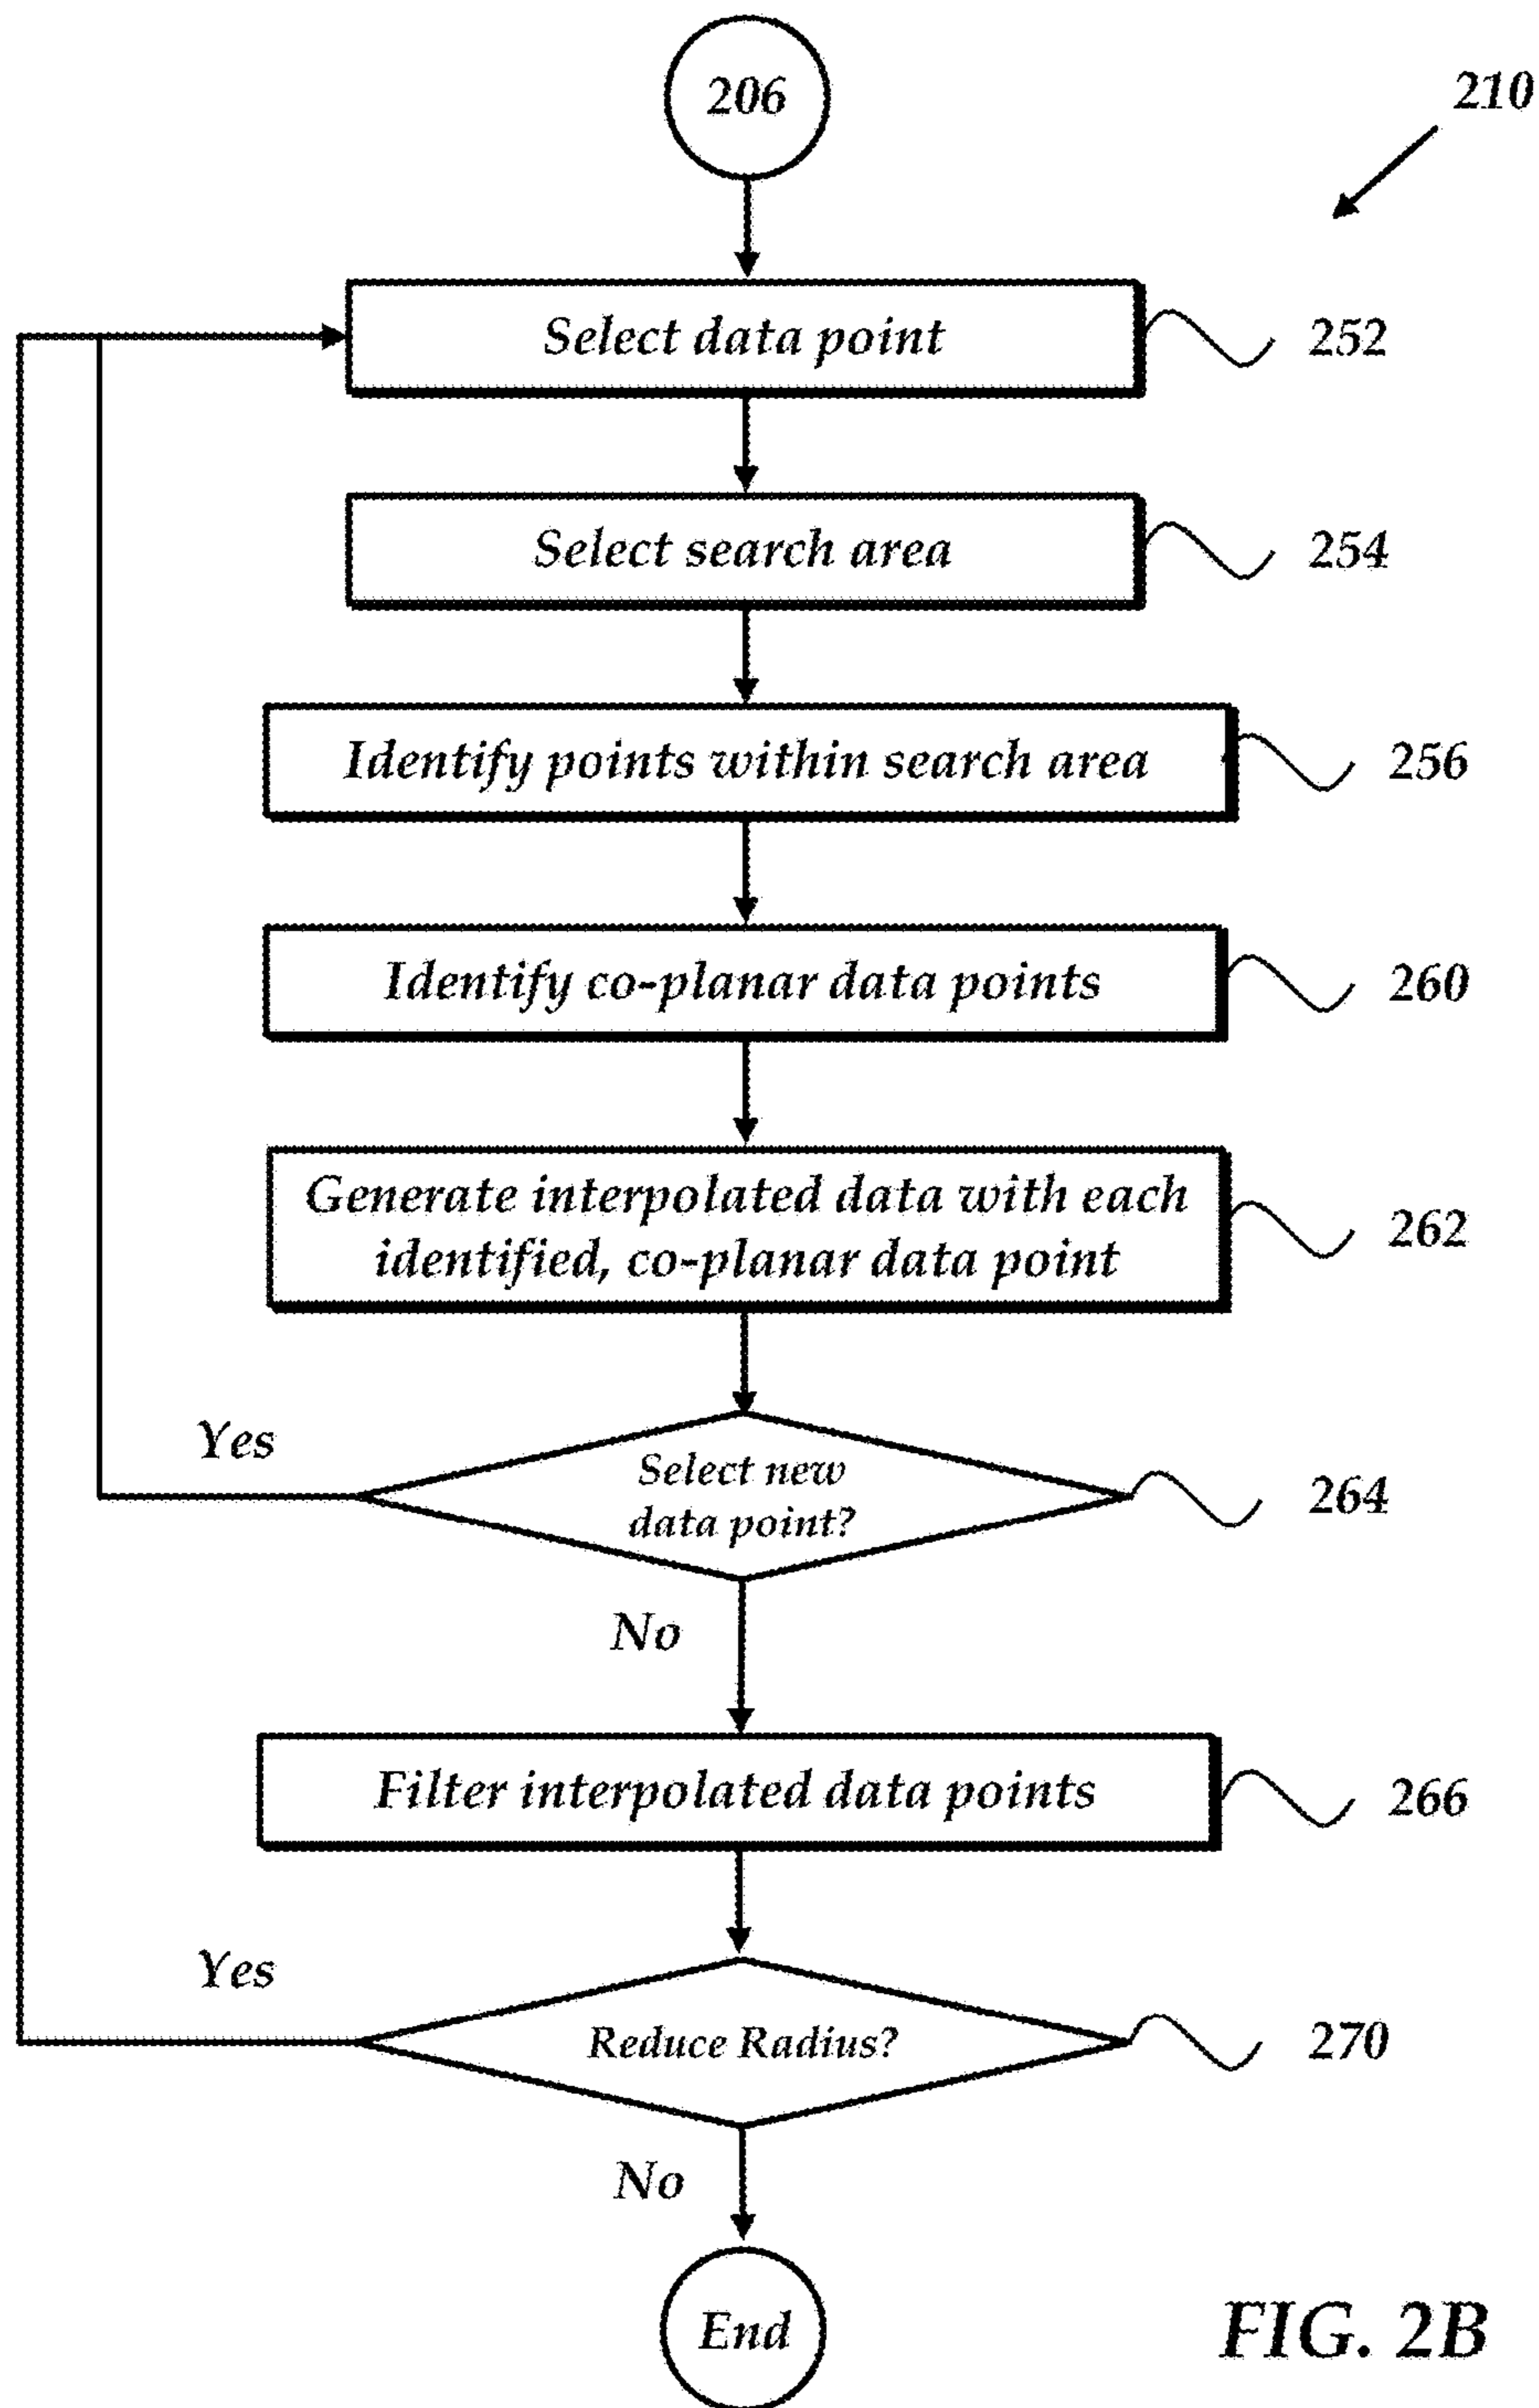 206
210
Select data point
252
Select search area
254
Identify points within search area
256
Identify co-planar data points
260
Generate interpolated data with each
identified, co-planar data point
262
Yes
Select new
data point?
264
No
Filter interpolated data points
266
Yes
Reduce Radius?
270
No
End
FIG. 2B